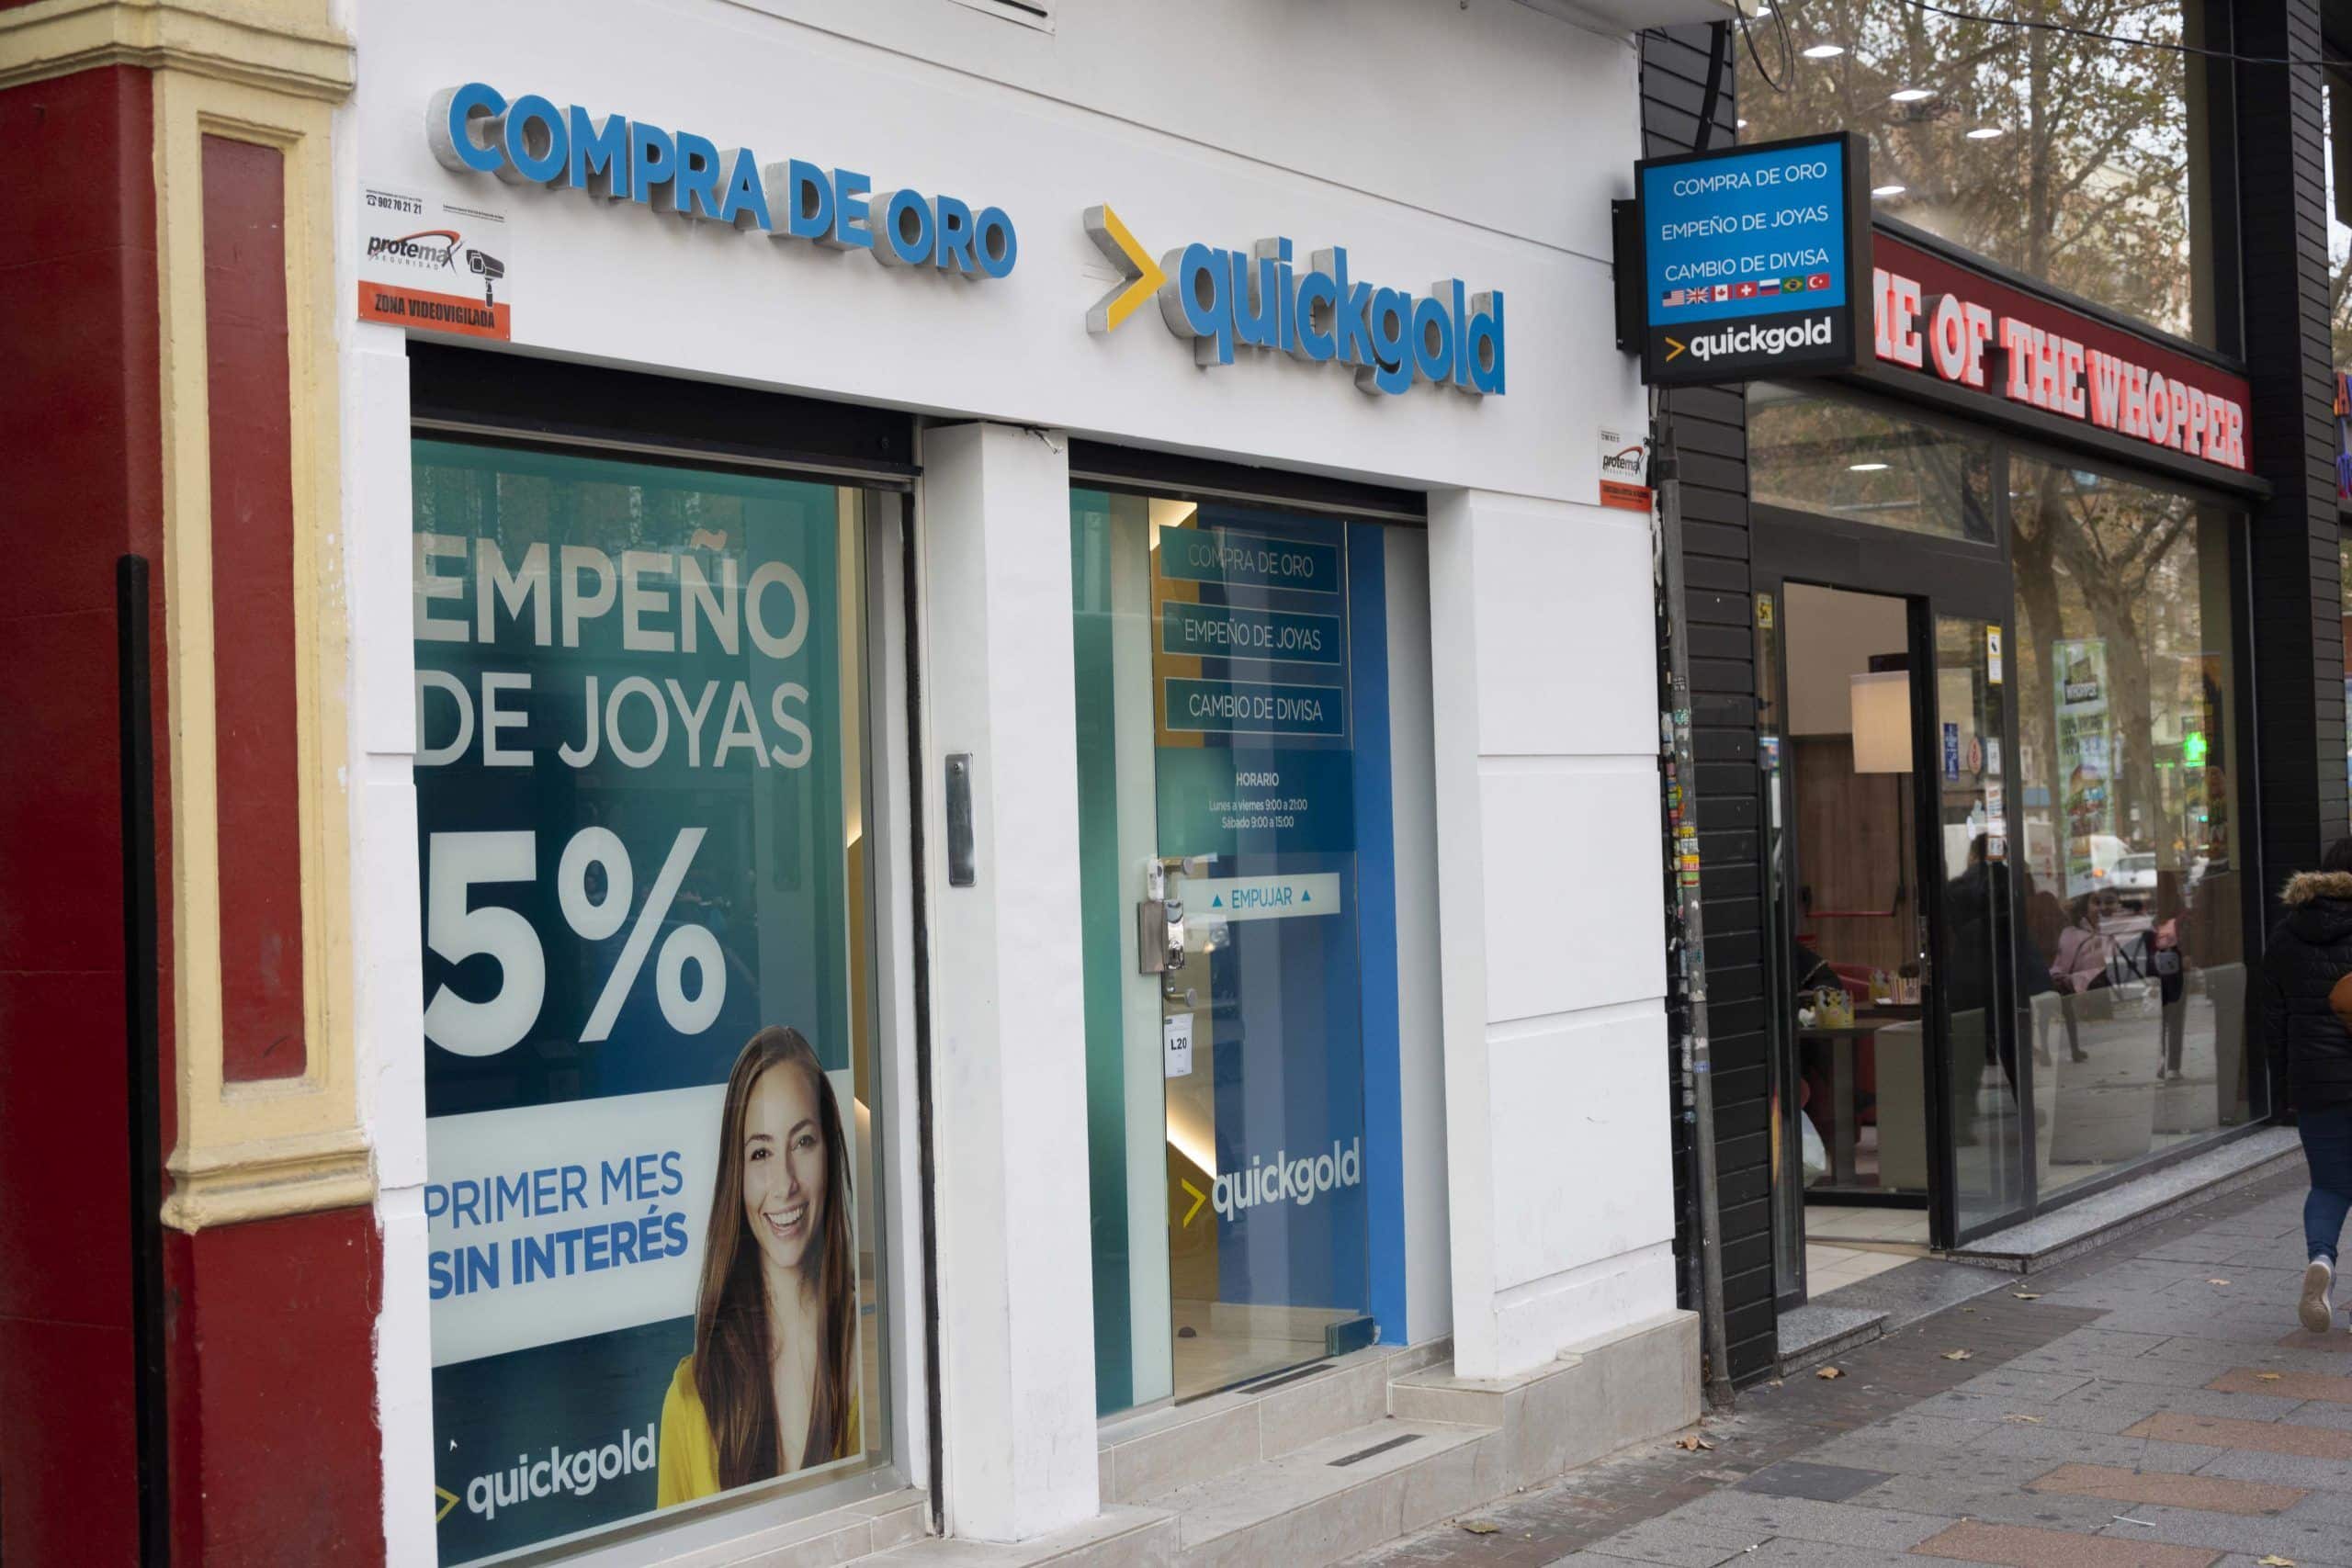 COMPRA DE ORO
> quickgold
902 70 21 21
protemax
SEGURIDAD
ZONA VIDEOVIGILADA
EMPEÑO
DE JOYAS
5%
PRIMER MES
SIN INTERÉS
> quickgold
COMPRA DE ORO
EMPEÑO DE JOYAS
CAMBIO DE DIVISA
HORARIO
Lunes a viernes 9:00 a 21:00
Sábado 9:00 a 15:00
▲ EMPUJAR ▲
L20
> quickgold
COMPRA DE ORO
EMPEÑO DE JOYAS
CAMBIO DE DIVISA
> quickgold
protemax
ME OF THE WHOPPER